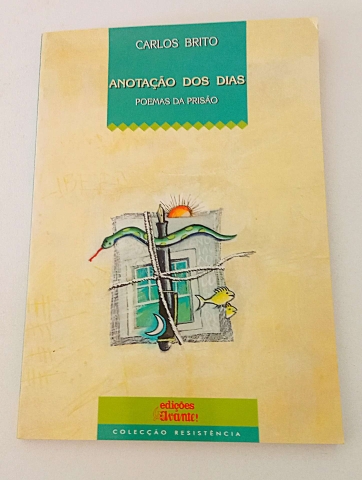 CARLOS BRITO
ANOTAÇÃO DOS DIAS
POEMAS DA PRISÃO
edições
Avante!
COLECÇÃO RESISTÊNCIA